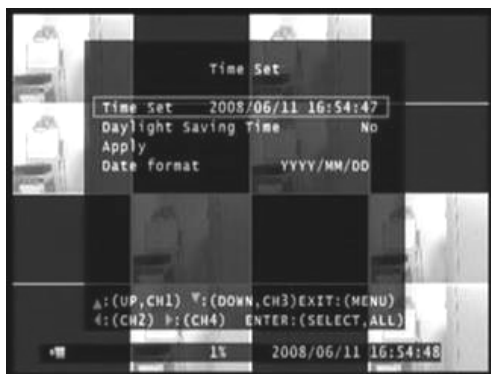 Time Set
Time Set 2008/06/11 16:54:47
Daylight Saving Time No
Apply
Date format YYYY/MM/DD
▲:(UP,CH1) ▼:(DOWN,CH3)EXIT:(MENU)
◀:(CH2) ▶:(CH4) ENTER:(SELECT,ALL)
1% 2008/06/11 16:54:48